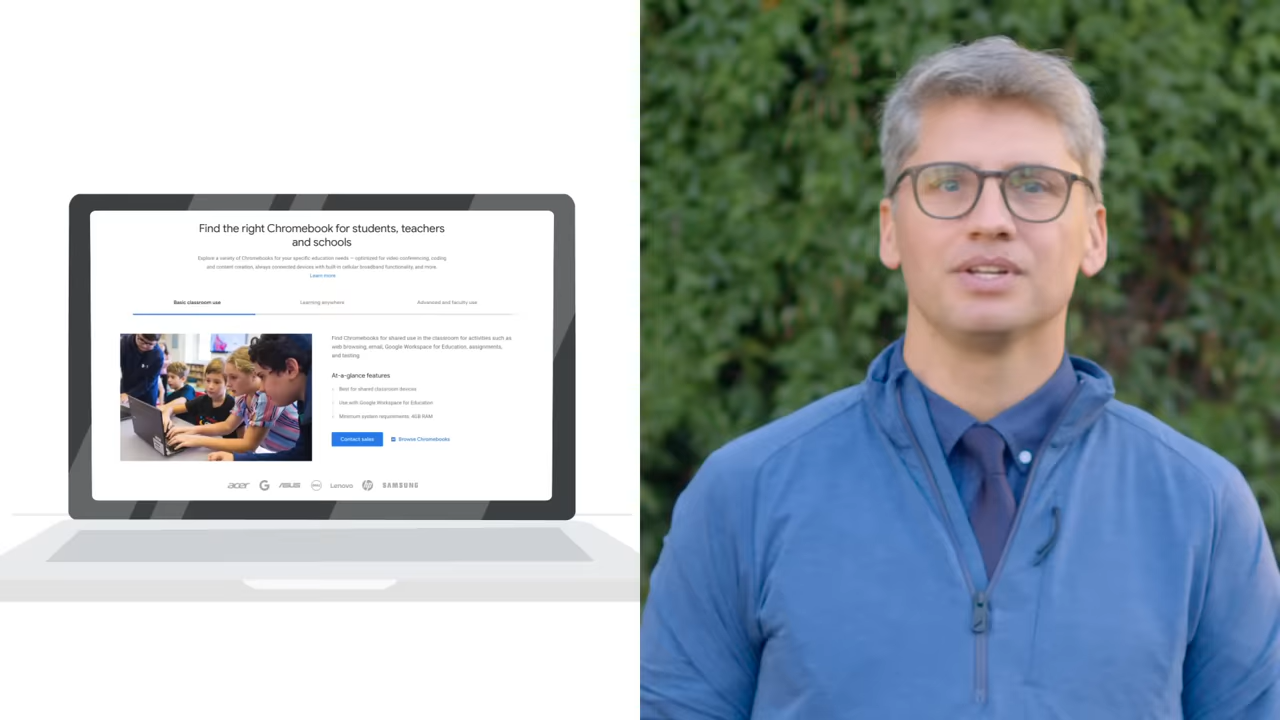 Find the right Chromebook for students, teachers
and schools
Explore a variety of Chromebooks for your specific education needs — optimized for video conferencing, coding,
and content creation, always connected devices with built-in cellular broadband functionality, and more.
Learn more
Basic classroom use
Learning anywhere
Advanced and faculty use
Find Chromebooks for shared use in the classroom for activities such as
web browsing, email, Google Workspace for Education, assignments,
and testing
At-a-glance features
Best for shared classroom devices
Use with Google Workspace for Education
Minimum system requirements: 4GB RAM
Contact sales
Browse Chromebooks
acer G ASUS DELL Lenovo hp SAMSUNG